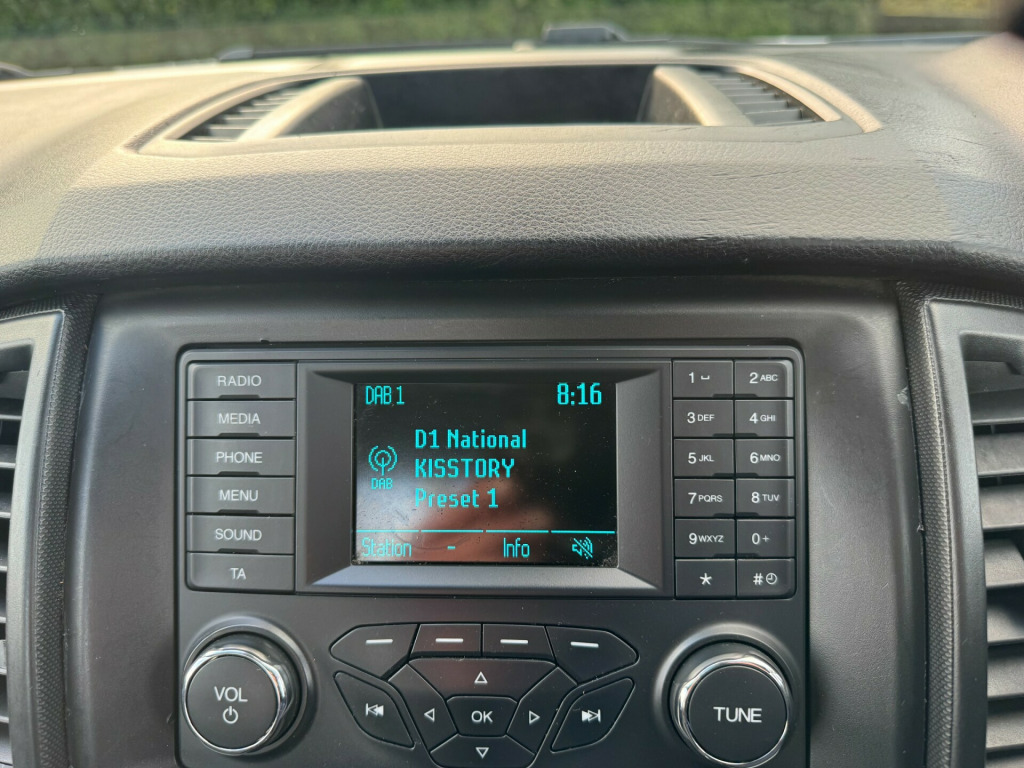 DAB 1 8:16
D1 National
KISSTORY
DAB
Preset 1
Station - Info
RADIO
MEDIA
PHONE
MENU
SOUND
TA
1 2 ABC
3 DEF 4 GHI
5 JKL 6 MNO
7 PQRS 8 TUV
9 WXYZ 0 +
* #
VOL
OK
TUNE